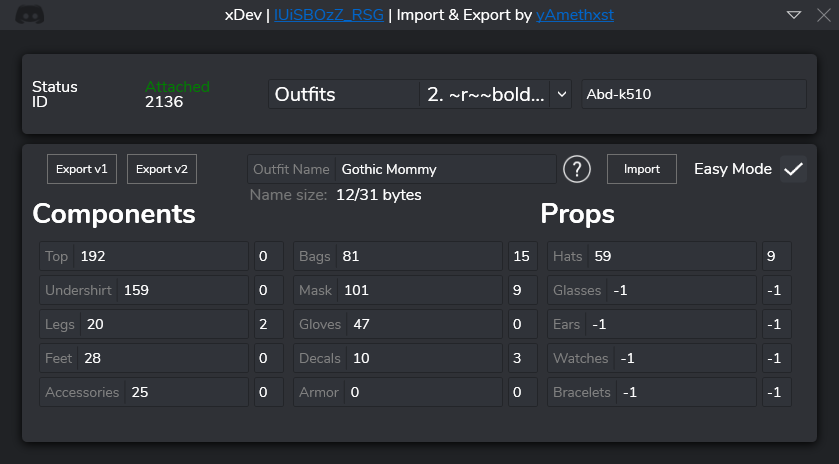 xDev | IUiSBOzZ_RSG | Import & Export by yAmethxst
Status Attached
ID 2136
Outfits 2. ~r~~bold... Abd-k510
Export v1 Export v2 Outfit Name Gothic Mommy ? Import Easy Mode
Name size: 12/31 bytes
Components Props
Top 192 0 Bags 81 15 Hats 59 9
Undershirt 159 0 Mask 101 9 Glasses -1 -1
Legs 20 2 Gloves 47 0 Ears -1 -1
Feet 28 0 Decals 10 3 Watches -1 -1
Accessories 25 0 Armor 0 0 Bracelets -1 -1